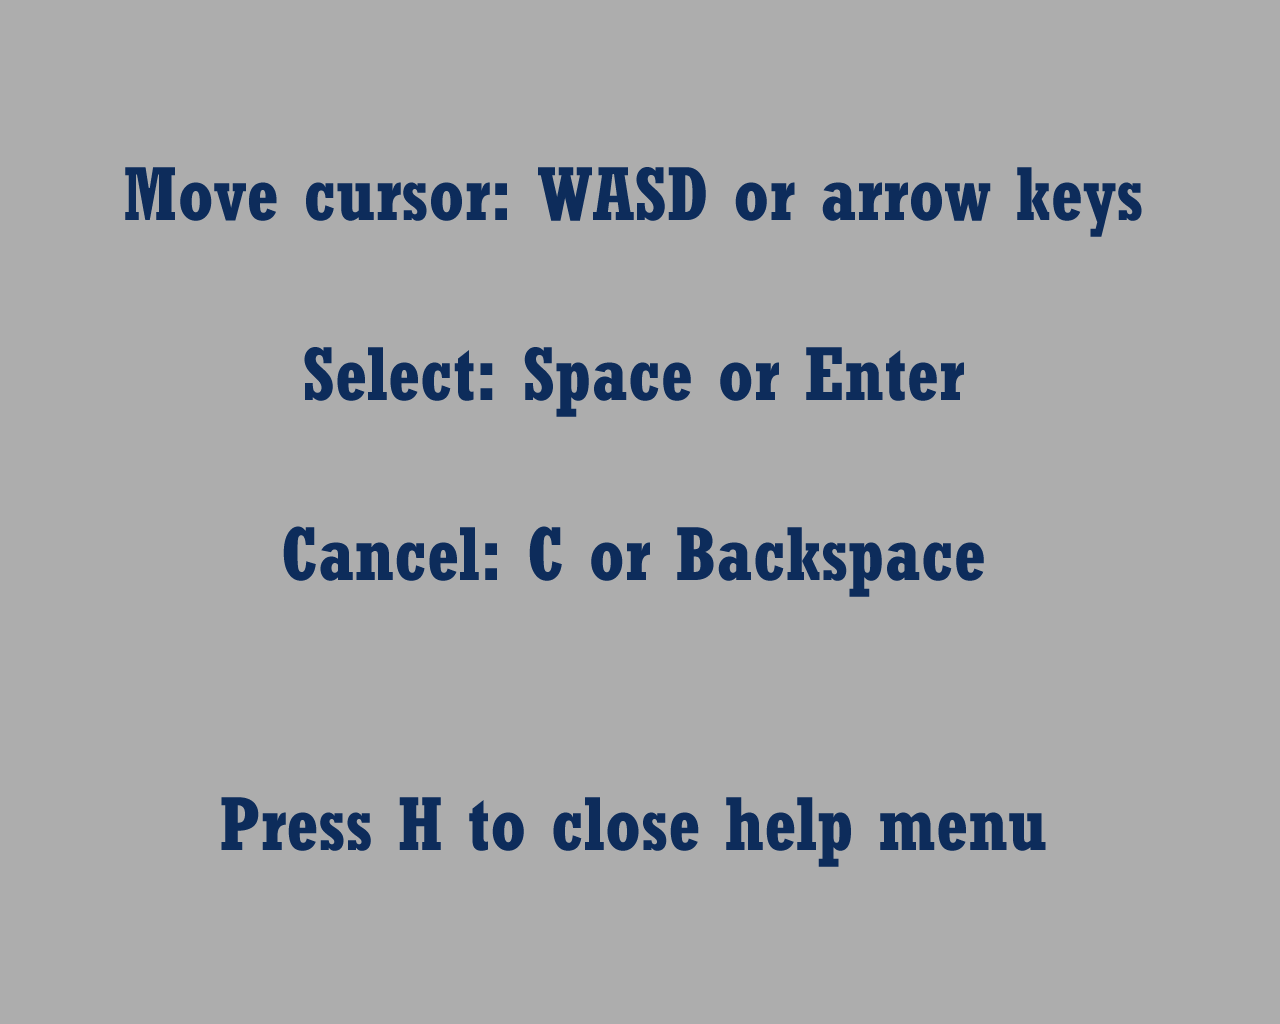 Move cursor: WASD or arrow keys
Select: Space or Enter
Cancel: C or Backspace
Press H to close help menu